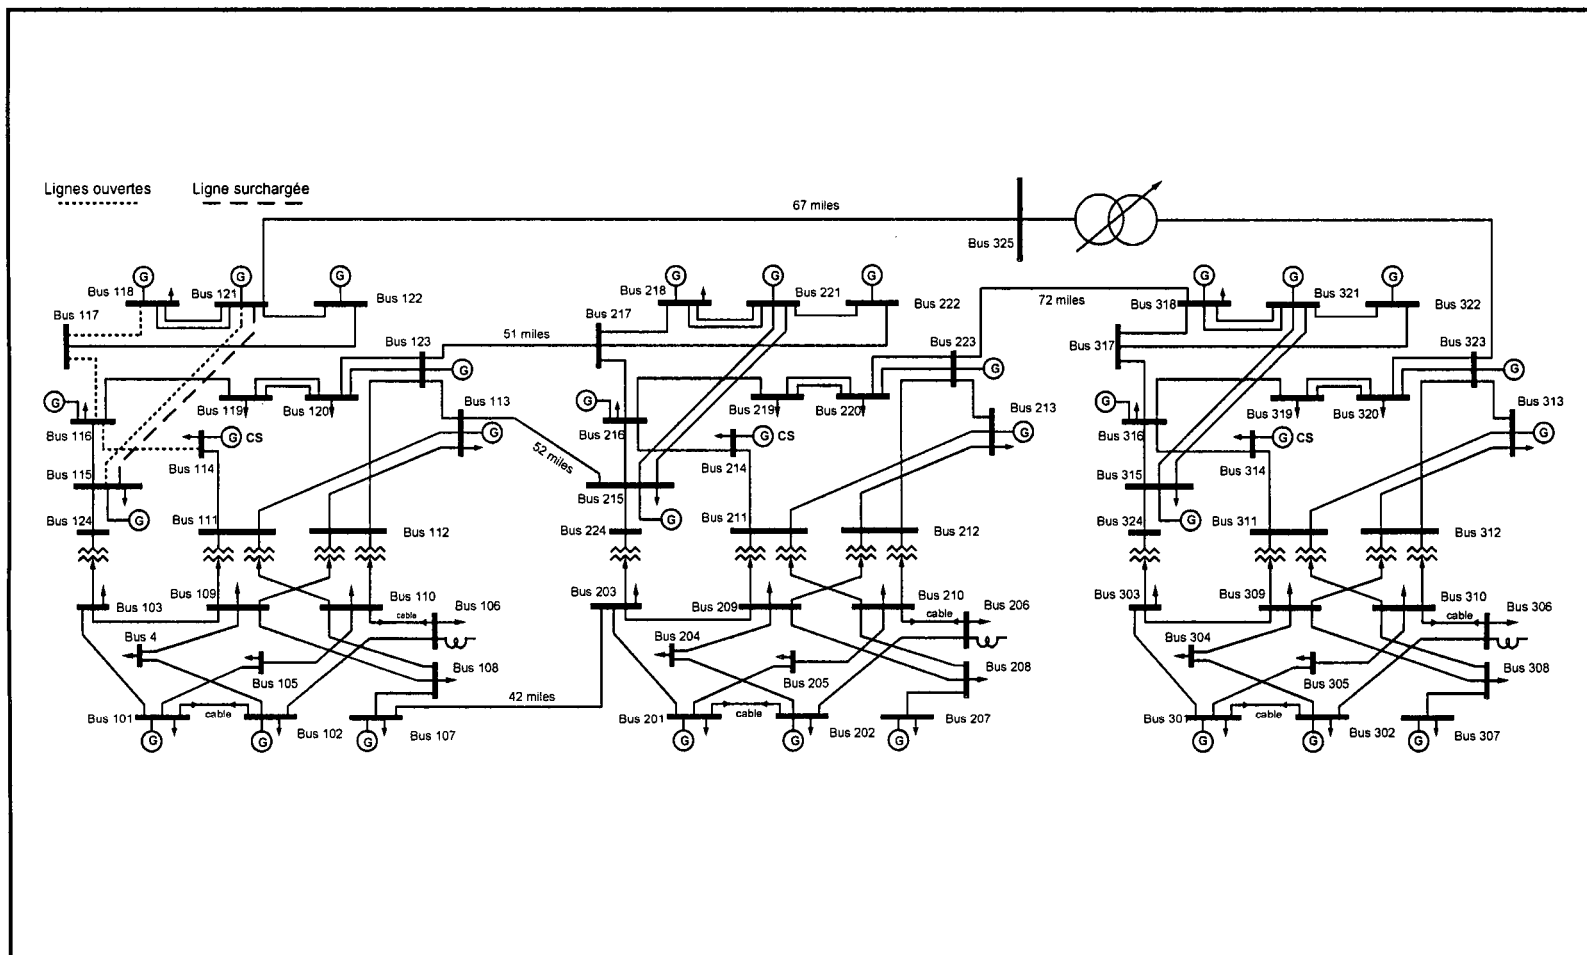 Lignes ouvertes
Ligne surchargée
67 miles
Bus 325
G
G
G
G
G
G
G
G
G
Bus 118
Bus 121
Bus 122
Bus 218
Bus 221
Bus 222
72 miles
Bus 318
Bus 321
Bus 322
Bus 117
Bus 217
Bus 317
51 miles
Bus 123
Bus 223
Bus 323
G
G
G
G
G
G
Bus 119
Bus 120
Bus 113
Bus 219
Bus 220
Bus 213
Bus 319
Bus 320
Bus 313
Bus 116
G
Bus 216
G
Bus 316
G
G CS
G CS
G CS
Bus 114
Bus 214
Bus 314
52 miles
Bus 115
Bus 215
Bus 315
Bus 124
G
Bus 111
Bus 112
Bus 224
G
Bus 211
Bus 212
Bus 324
G
Bus 311
Bus 312
Bus 103
Bus 109
Bus 110
cable
Bus 106
Bus 203
Bus 209
Bus 210
cable
Bus 206
Bus 303
Bus 309
Bus 310
cable
Bus 306
Bus 4
Bus 204
Bus 304
Bus 105
Bus 108
Bus 205
Bus 208
Bus 305
Bus 308
42 miles
Bus 101
cable
Bus 102
Bus 107
Bus 201
cable
Bus 202
Bus 207
Bus 301
cable
Bus 302
Bus 307
G
G
G
G
G
G
G
G
G